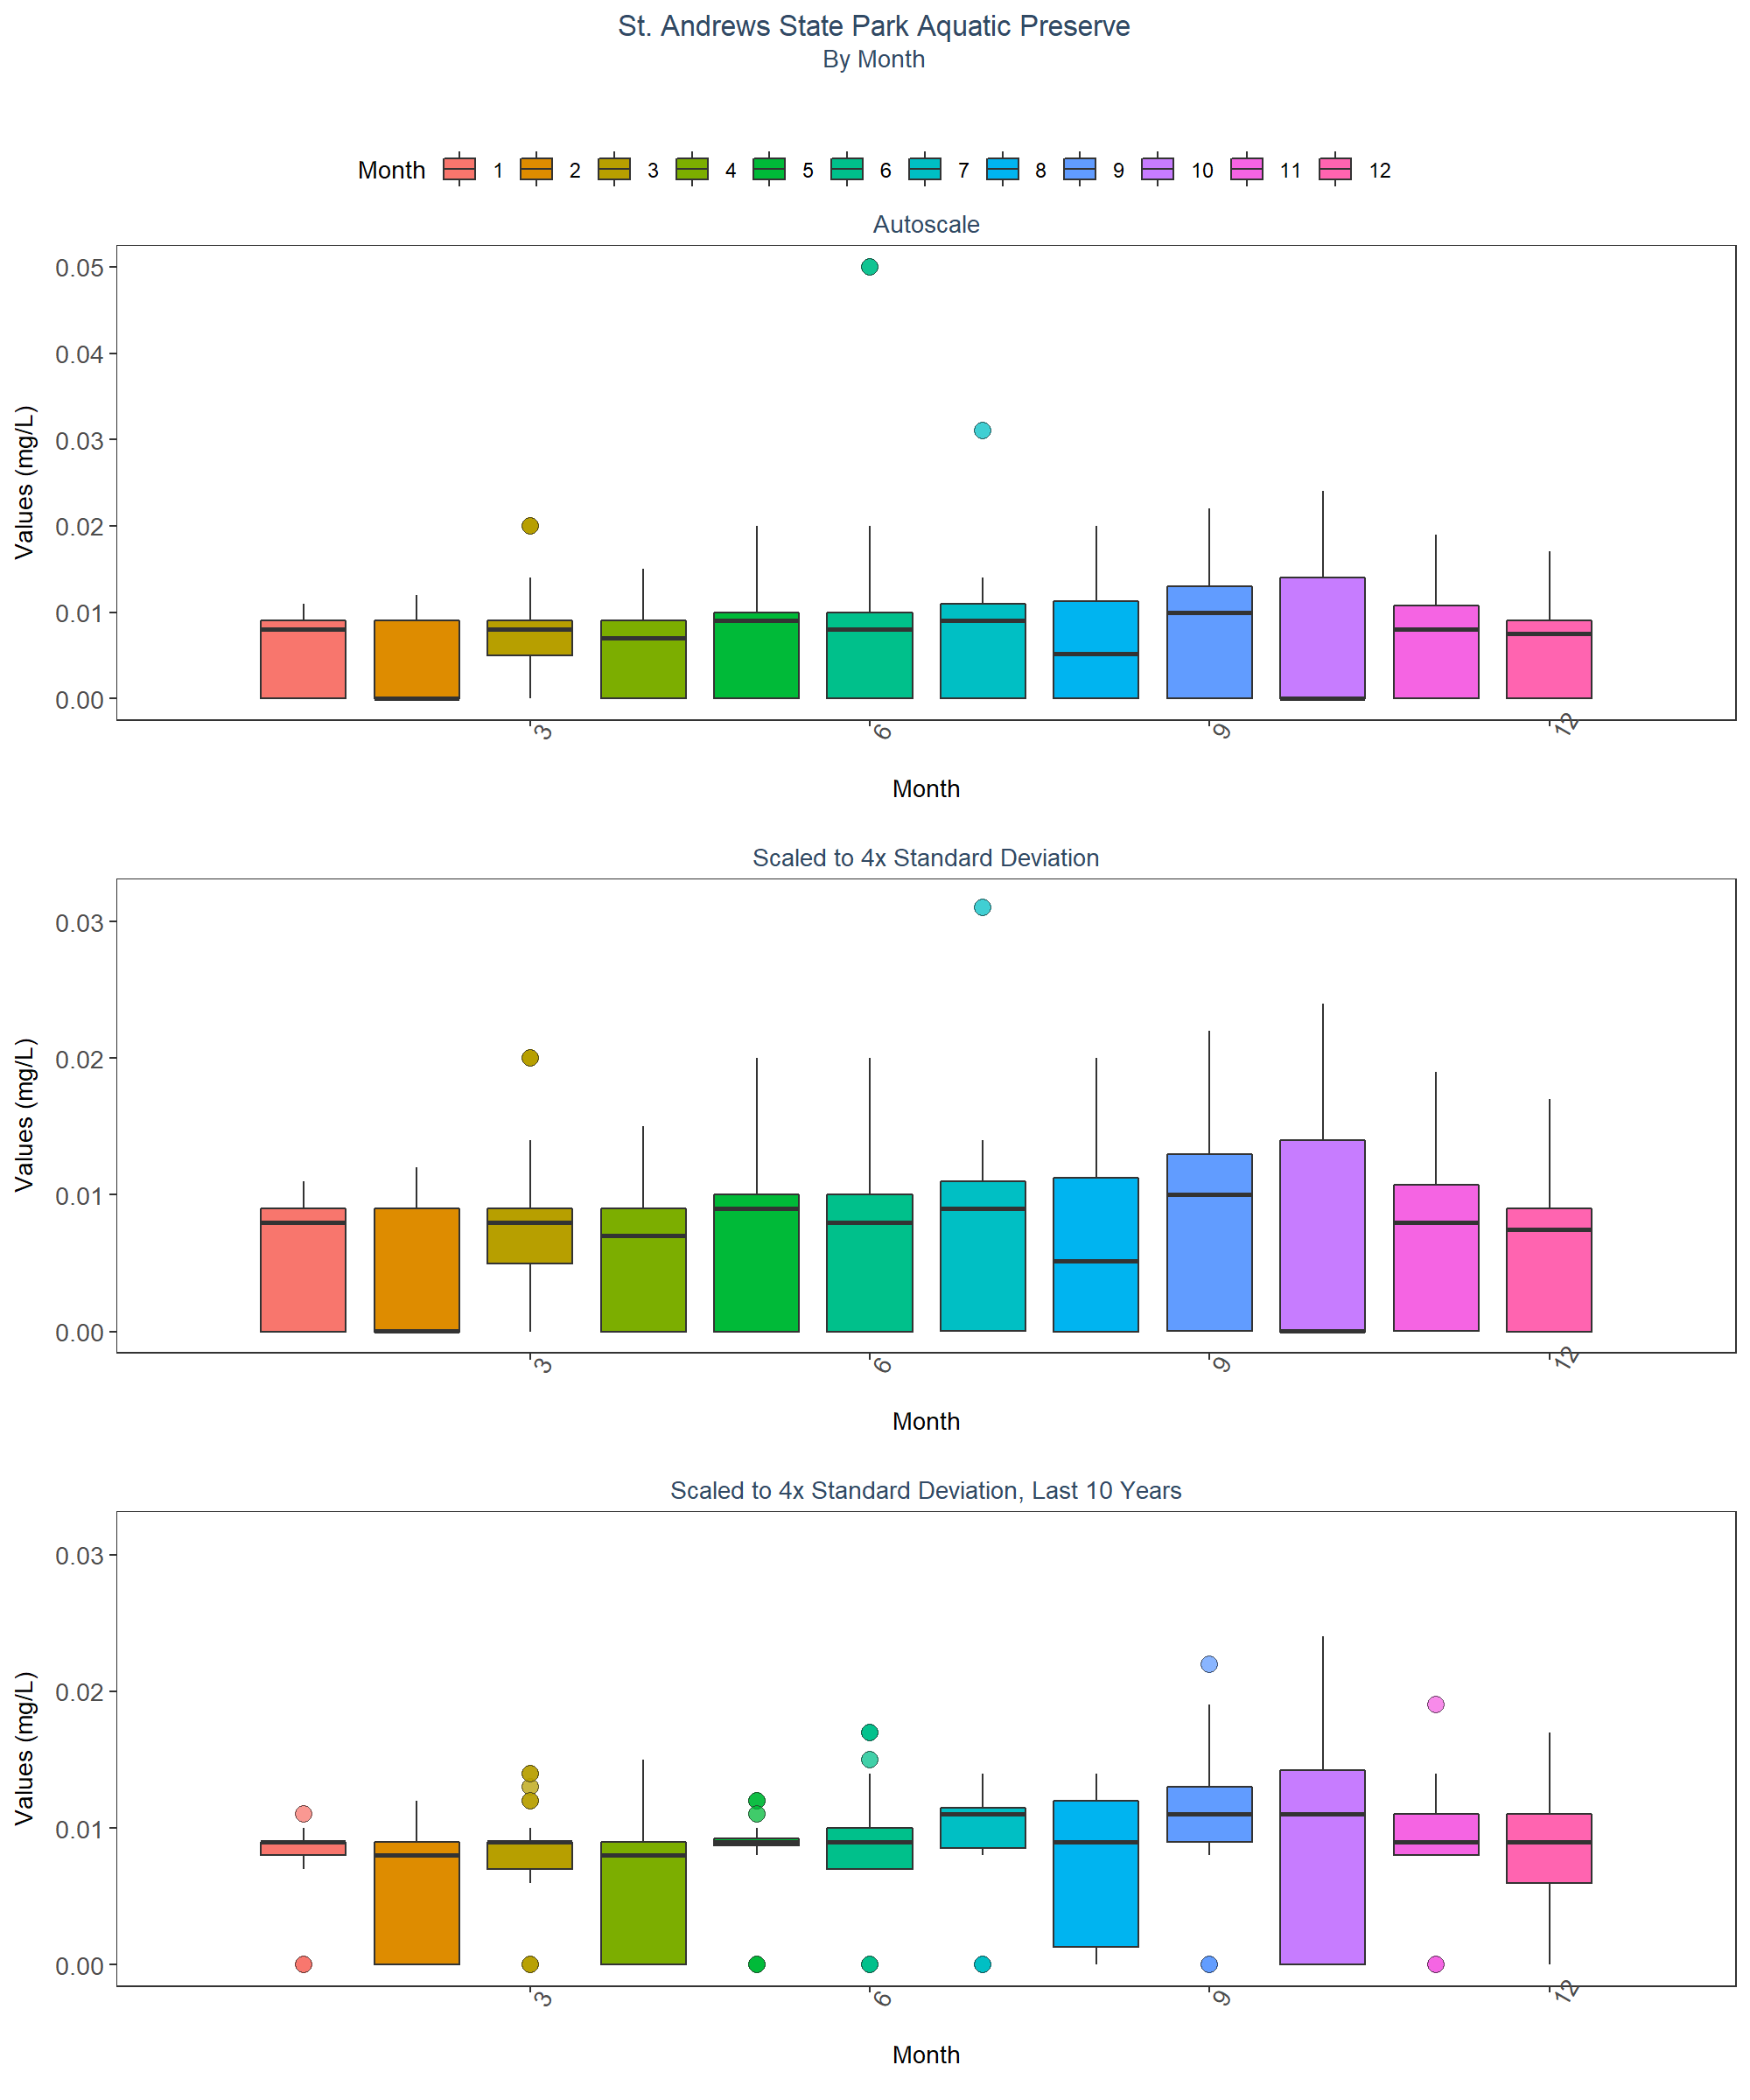 St. Andrews State Park Aquatic Preserve
By Month
Month 1 2 3 4 5 6 7 8 9 10 11 12
Autoscale
Values (mg/L)
0.05
0.04
0.03
0.02
0.01
0.00
3 6 9 12
Month
Scaled to 4x Standard Deviation
Values (mg/L)
0.03
0.02
0.01
0.00
3 6 9 12
Month
Scaled to 4x Standard Deviation, Last 10 Years
Values (mg/L)
0.03
0.02
0.01
0.00
3 6 9 12
Month